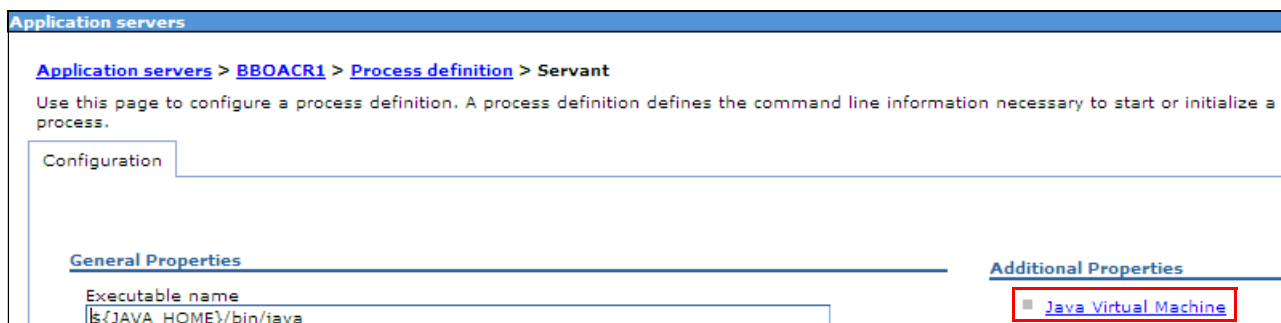 Application servers
Application servers > BBOACR1 > Process definition > Servant
Use this page to configure a process definition. A process definition defines the command line information necessary to start or initialize a
process.
Configuration
General Properties
Additional Properties
Executable name
${JAVA_HOME}/bin/java
Java Virtual Machine